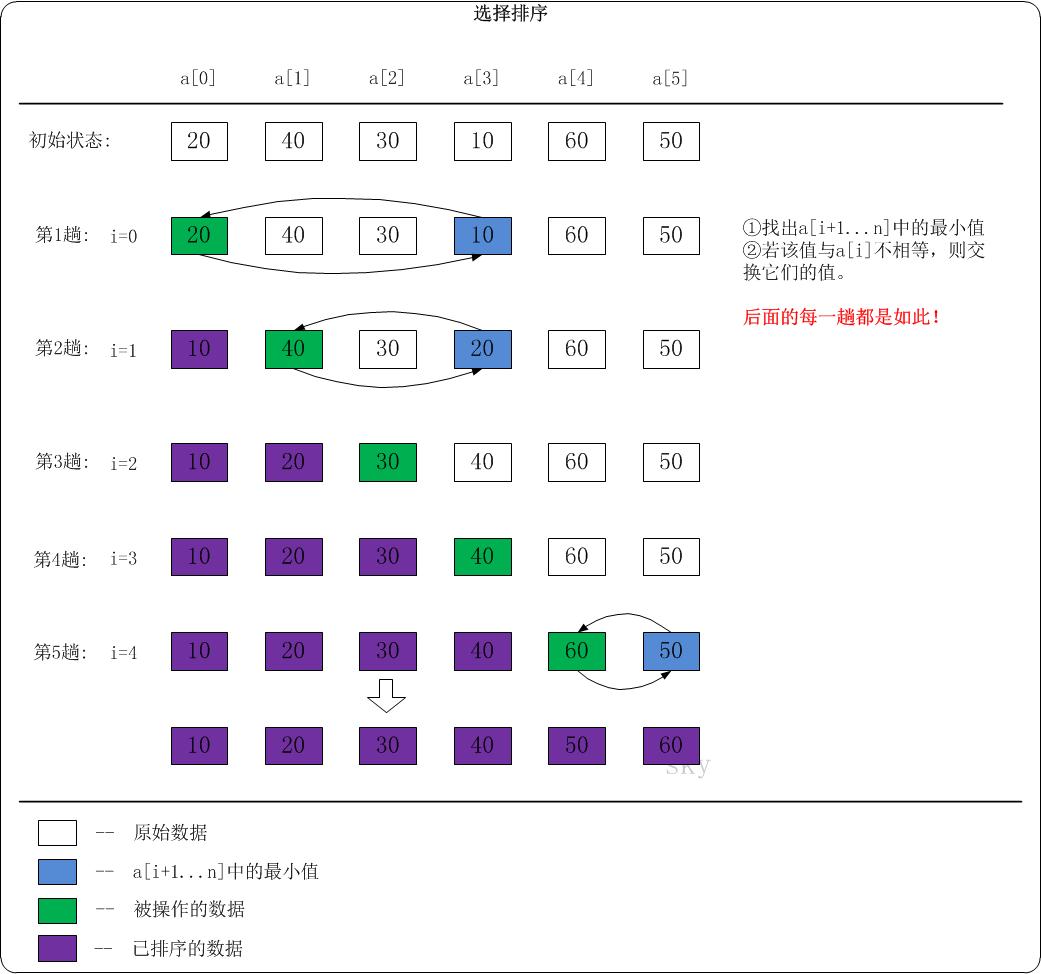 选择排序
a[0] a[1] a[2] a[3] a[4] a[5]
初始状态: 20 40 30 10 60 50
第1趟: i=0 20 40 30 10 60 50
①找出a[i+1...n]中的最小值
②若该值与a[i]不相等，则交
换它们的值。
后面的每一趟都是如此！
第2趟: i=1 10 40 30 20 60 50
第3趟: i=2 10 20 30 40 60 50
第4趟: i=3 10 20 30 40 60 50
第5趟: i=4 10 20 30 40 60 50
10 20 30 40 50 60
sky
-- 原始数据
-- a[i+1...n]中的最小值
-- 被操作的数据
-- 已排序的数据